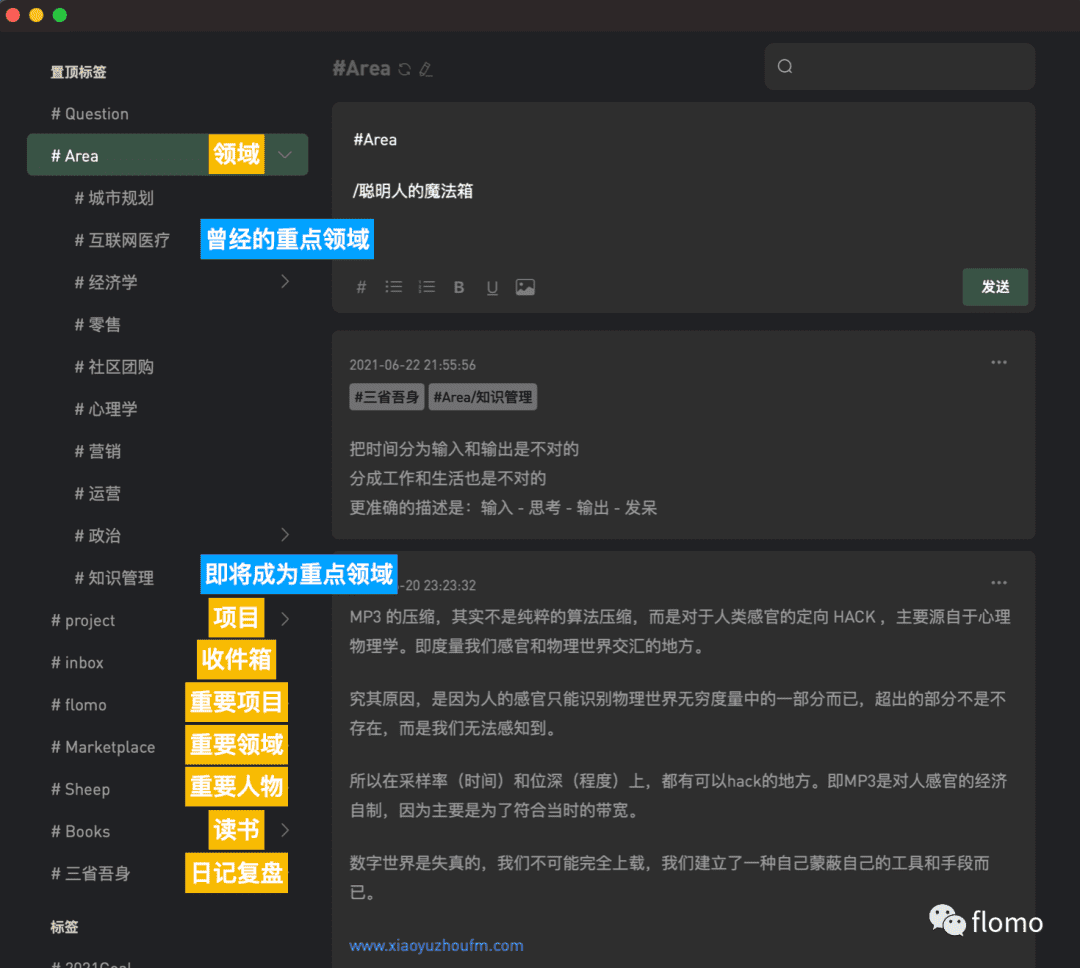 置顶标签
# Question
# Area 领域
# 城市规划
# 互联网医疗 曾经的重点领域
# 经济学
# 零售
# 社区团购
# 心理学
# 营销
# 运营
# 政治
# 知识管理 即将成为重点领域
# project 项目
# inbox 收件箱
# flomo 重要项目
# Marketplace 重要领域
# Sheep 重要人物
# Books 读书
# 三省吾身 日记复盘
标签
# 2021Goal
#Area
#Area
/聪明人的魔法箱
# B U
发送
2021-06-22 21:55:56
#三省吾身 #Area/知识管理
把时间分为输入和输出是不对的
分成工作和生活也是不对的
更准确的描述是：输入 - 思考 - 输出 - 发呆
-20 23:23:32
MP3 的压缩，其实不是纯粹的算法压缩，而是对于人类感官的定向 HACK ，主要源自于心理
物理学。即度量我们感官和物理世界交汇的地方。
究其原因，是因为人的感官只能识别物理世界无穷度量中的一部分而已，超出的部分不是不
存在，而是我们无法感知到。
所以在采样率（时间）和位深（程度）上，都有可以hack的地方。即MP3是对人感官的经济
自制，因为主要是为了符合当时的带宽。
数字世界是失真的，我们不可能完全上载，我们建立了一种自己蒙蔽自己的工具和手段而
已。
www.xiaoyuzhoufm.com
flomo